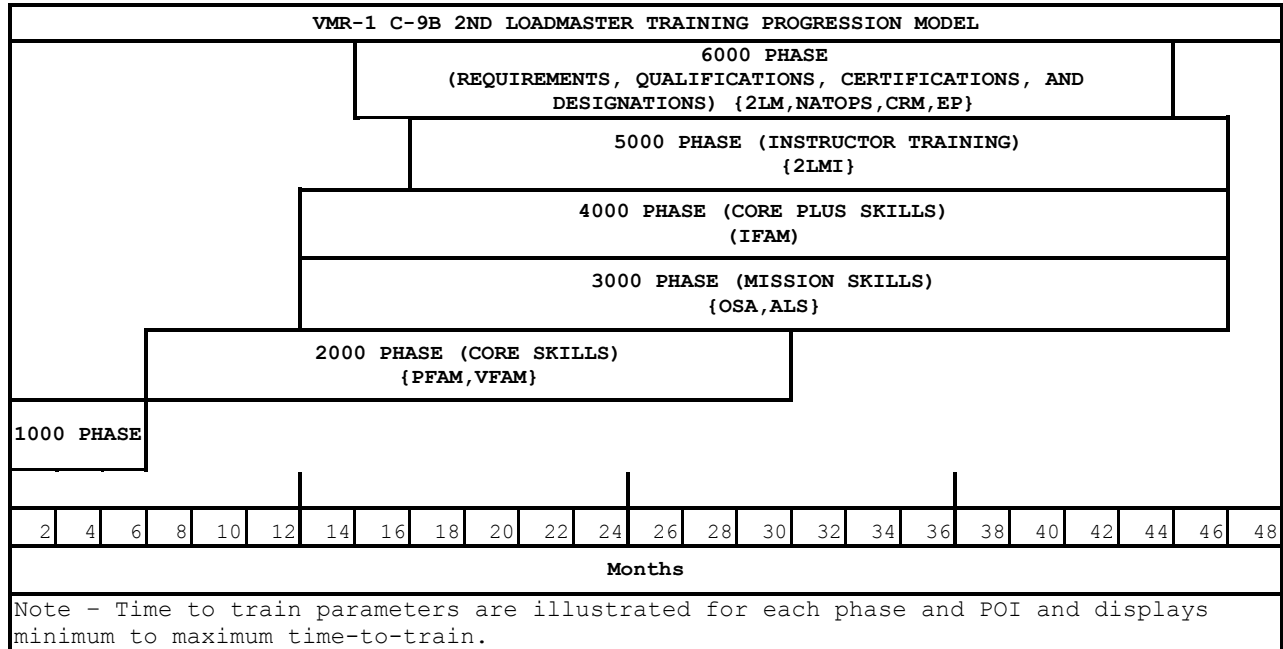 VMR-1 C-9B 2ND LOADMASTER TRAINING PROGRESSION MODEL
6000 PHASE
(REQUIREMENTS, QUALIFICATIONS, CERTIFICATIONS, AND
DESIGNATIONS) {2LM,NATOPS,CRM,EP}
5000 PHASE (INSTRUCTOR TRAINING)
{2LMI}
4000 PHASE (CORE PLUS SKILLS)
(IFAM)
3000 PHASE (MISSION SKILLS)
{OSA,ALS}
2000 PHASE (CORE SKILLS)
{PFAM,VFAM}
1000 PHASE
2 4 6 8 10 12 14 16 18 20 22 24 26 28 30 32 34 36 38 40 42 44 46 48
Months
Note – Time to train parameters are illustrated for each phase and POI and displays
minimum to maximum time-to-train.